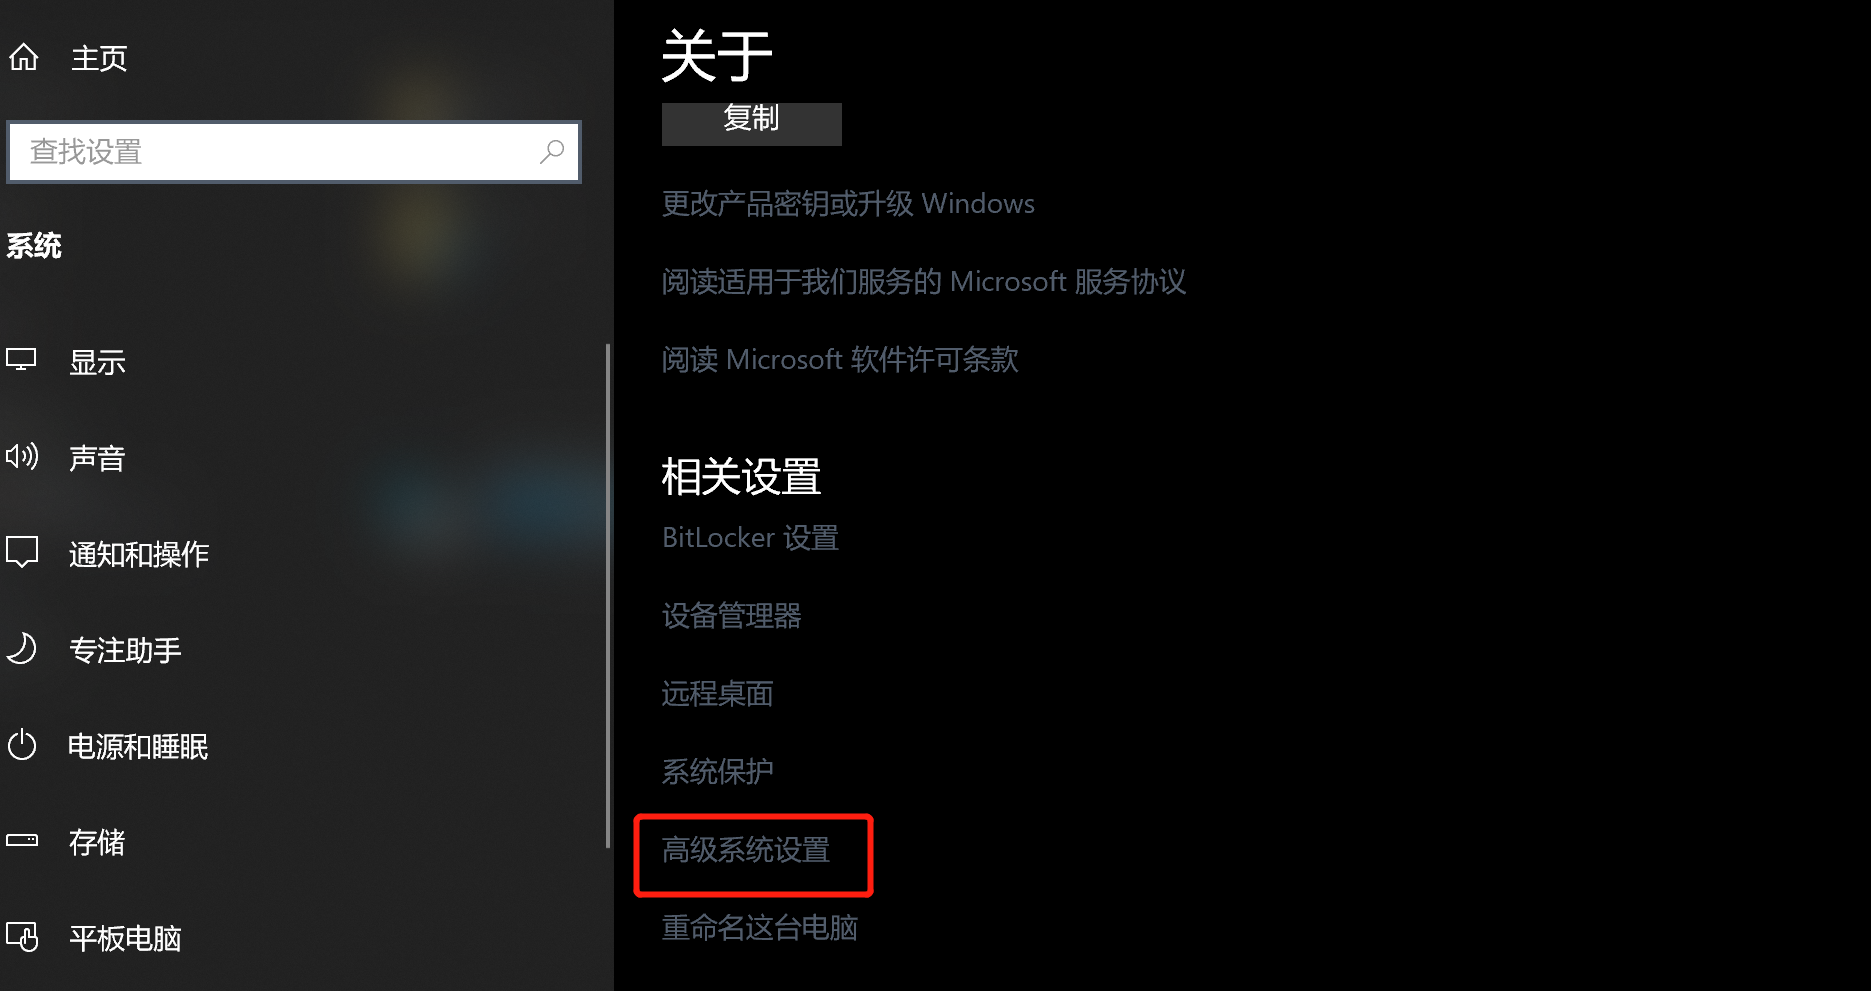 主页
查找设置
系统
显示
声音
通知和操作
专注助手
电源和睡眠
存储
平板电脑
关于
复制
更改产品密钥或升级 Windows
阅读适用于我们服务的 Microsoft 服务协议
阅读 Microsoft 软件许可条款
相关设置
BitLocker 设置
设备管理器
远程桌面
系统保护
高级系统设置
重命名这台电脑